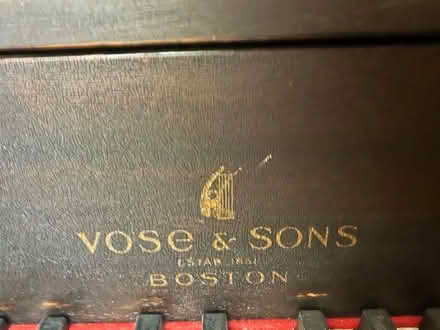 VOSE & SONS
ESTAB. 1851
BOSTON